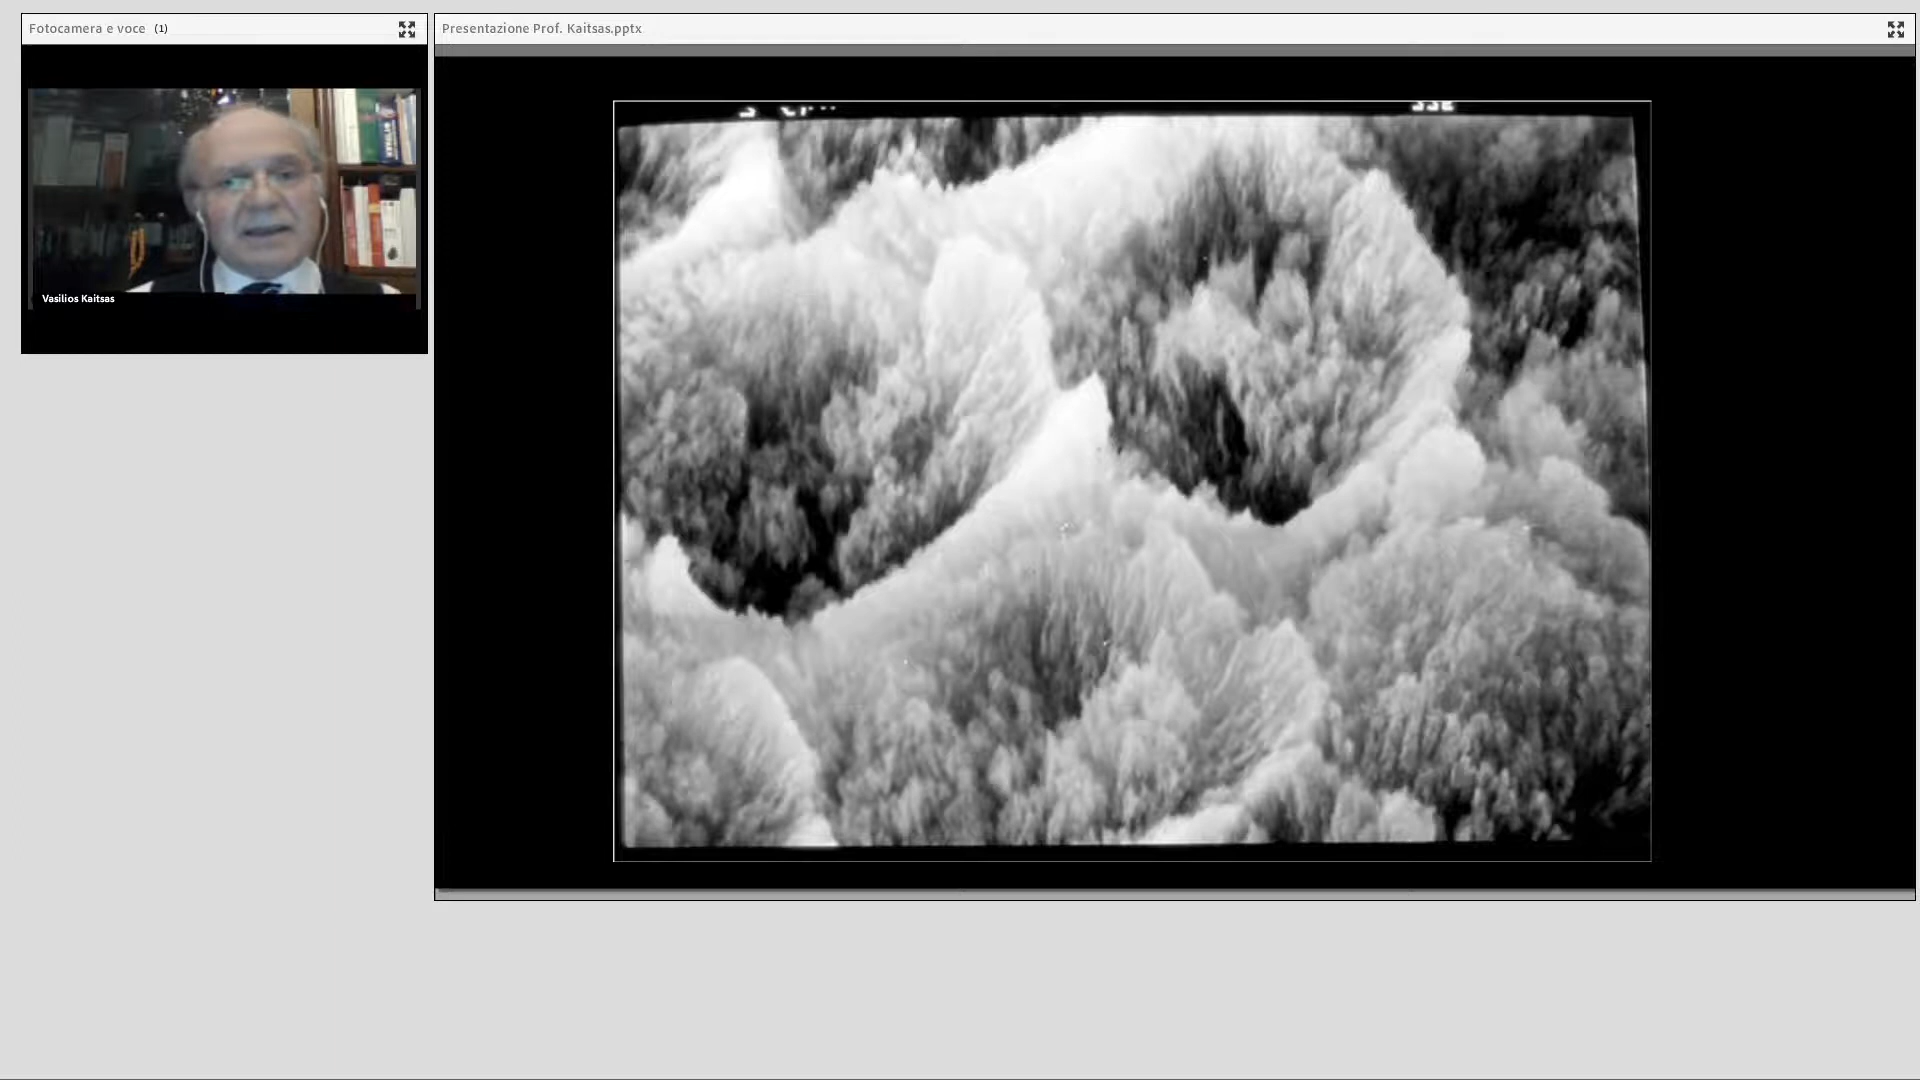 Fotocamera e voce (1)
Presentazione Prof. Kaitsas.pptx
Vasilios Kaitsas